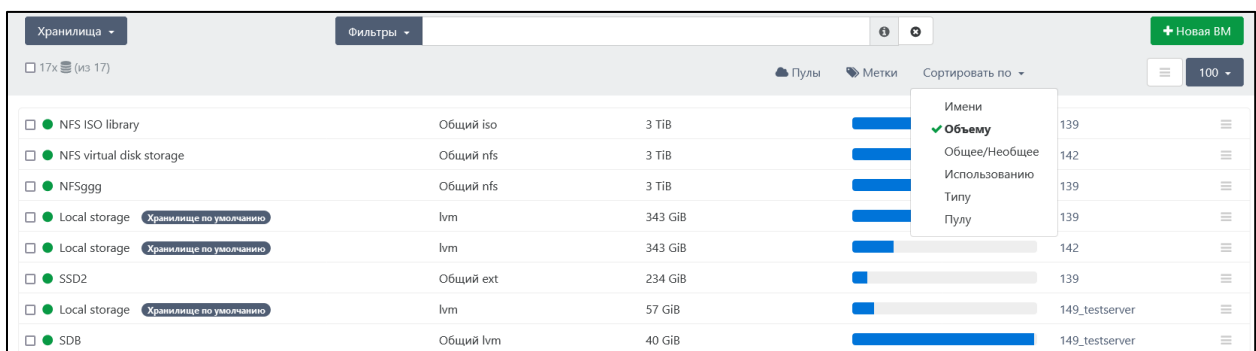 Хранилища Фильтры Новая ВМ
17x (из 17) Пулы Метки Сортировать по 100
Имени
Объему
Общее/Необщее
Использованию
Типу
Пулу
NFS ISO library Общий iso 3 TiB 139
NFS virtual disk storage Общий nfs 3 TiB 142
NFSggg Общий nfs 3 TiB 139
Local storage Хранилище по умолчанию lvm 343 GiB 139
Local storage Хранилище по умолчанию lvm 343 GiB 142
SSD2 Общий ext 234 GiB 139
Local storage Хранилище по умолчанию lvm 57 GiB 149_testserver
SDB Общий lvm 40 GiB 149_testserver